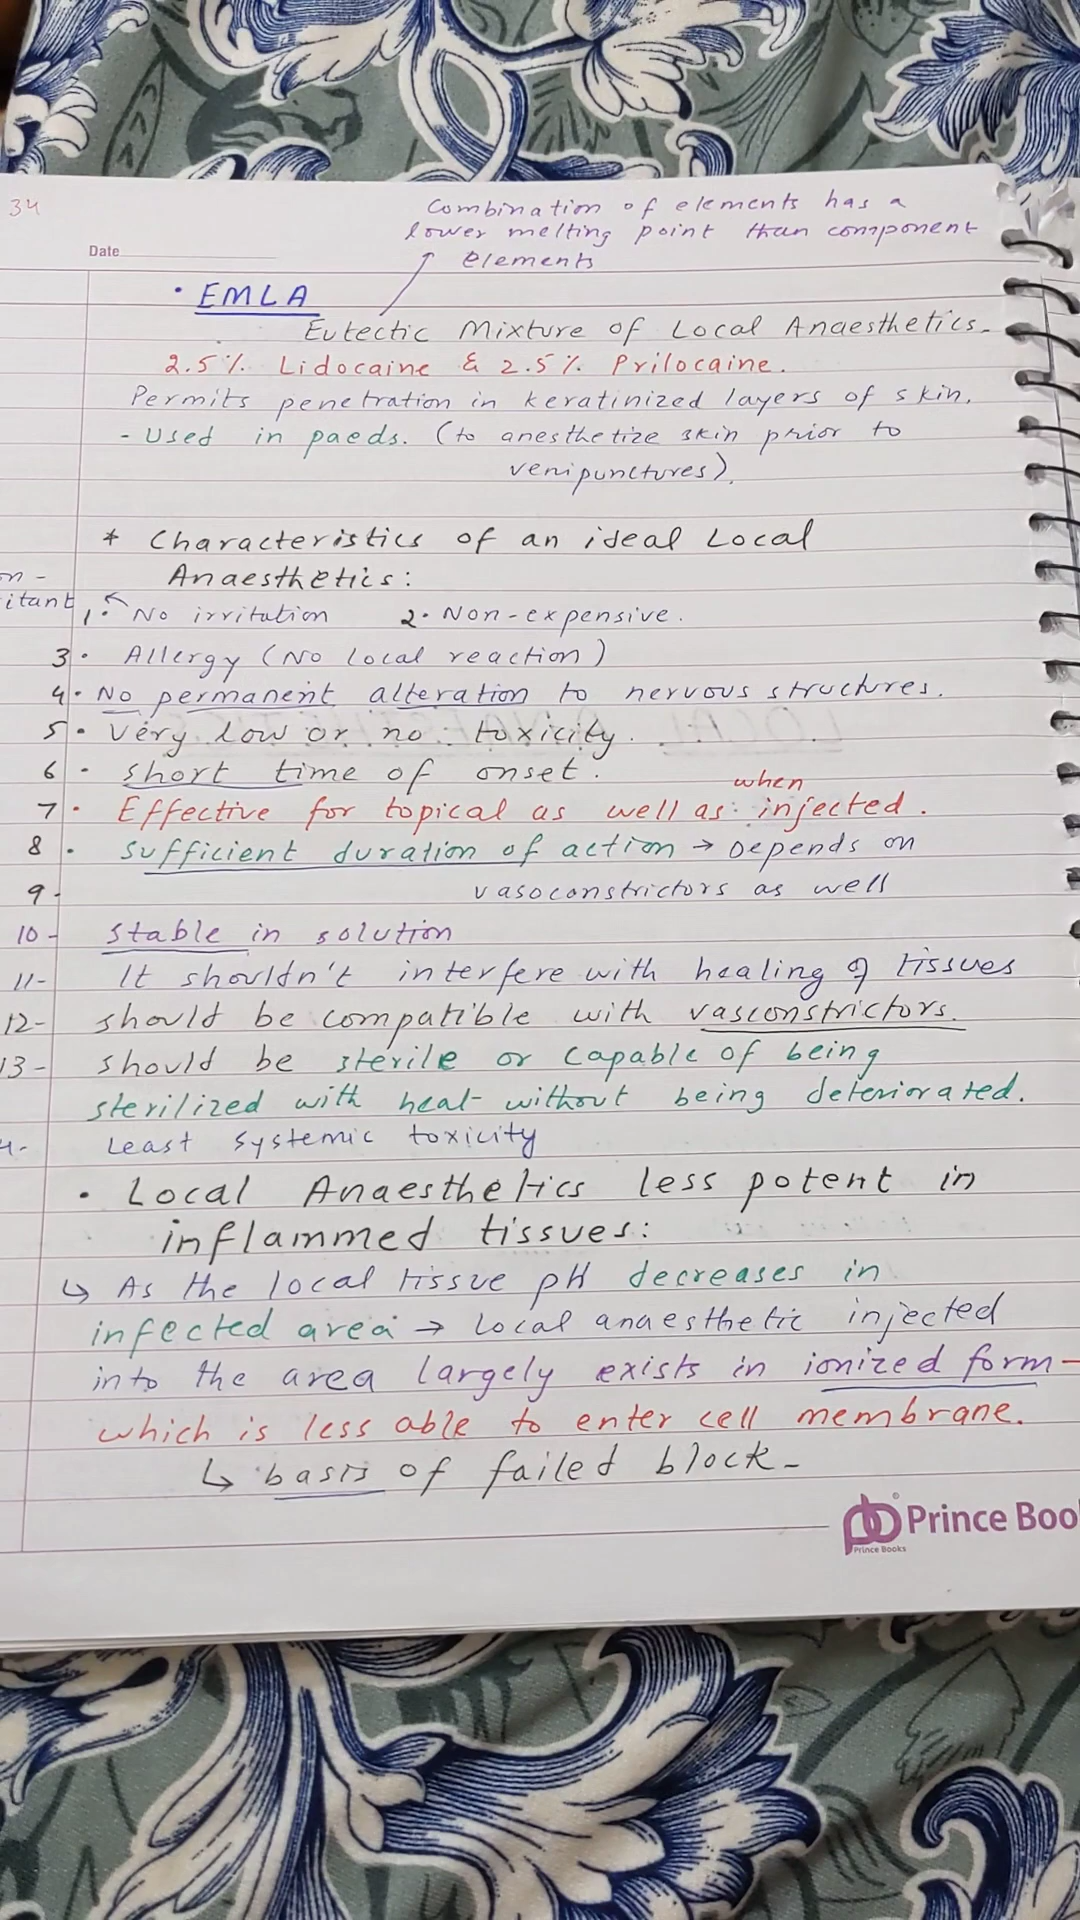 34
Combination of elements has a
lower melting point than component
elements
Date
• EMLA
Eutectic Mixture of Local Anaesthetics.
2.5% Lidocaine & 2.5% Prilocaine.
Permits penetration in keratinized layers of skin.
- Used in paeds. (to anesthetize skin prior to
venipunctures).
* Characteristics of an ideal Local
Anaesthetics:
1. No irritation 2. Non-expensive.
3. Allergy (No local reaction)
4. No permanent alteration to nervous structures.
5. Very low or no toxicity.
6. short time of onset.
when
7. Effective for topical as well as injected.
8. Sufficient duration of action → Depends on
9. vasoconstrictors as well
10- stable in solution
11- It shouldn't interfere with healing of tissues
12- should be compatible with vasconstrictors.
13- should be sterile or capable of being
sterilized with heat without being deteriorated.
Least systemic toxicity
• Local Anaesthetics less potent in
inflammed tissues:
↳ As the local tissue pH decreases in
infected area → local anaesthetic injected
into the area largely exists in ionized form -
which is less able to enter cell membrane.
↳ basis of failed block -
Prince Boo
Prince Books